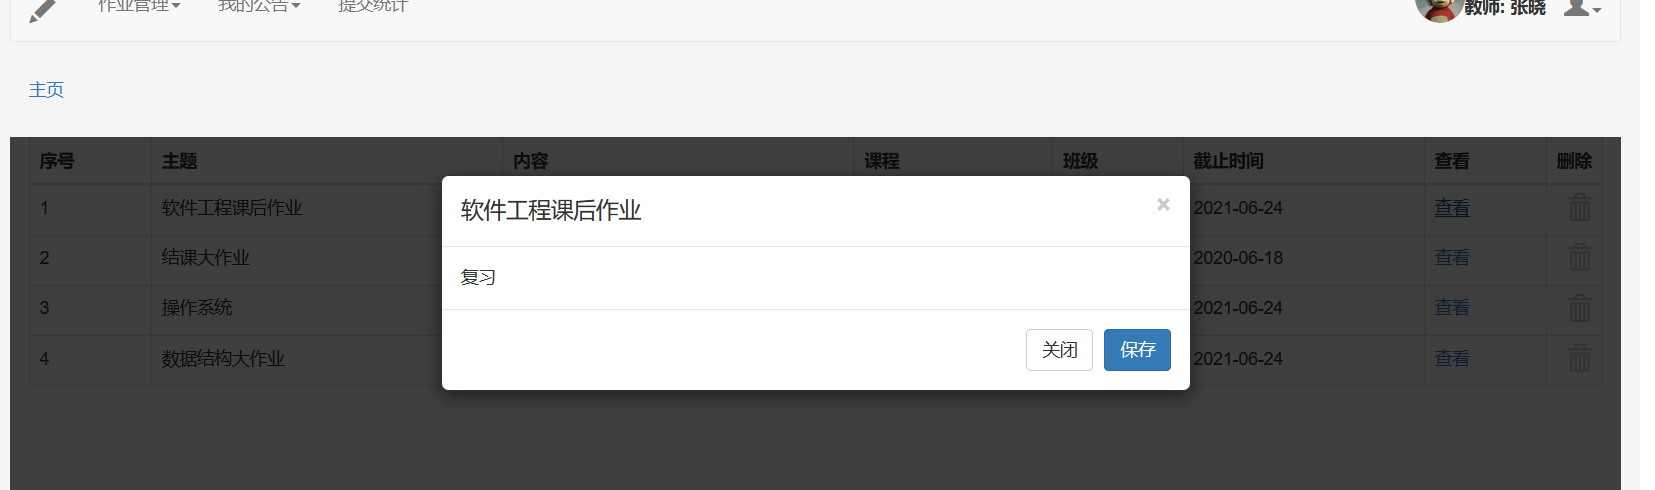 作业管理 我的公告 提交统计 教师: 张晓
主页
序号 主题 内容 课程 班级 截止时间 查看 删除
软件工程课后作业 ×
1 软件工程课后作业 2021-06-24 查看
2 结课大作业 2020-06-18 查看
复习
3 操作系统 2021-06-24 查看
4 数据结构大作业 2021-06-24 查看
关闭 保存